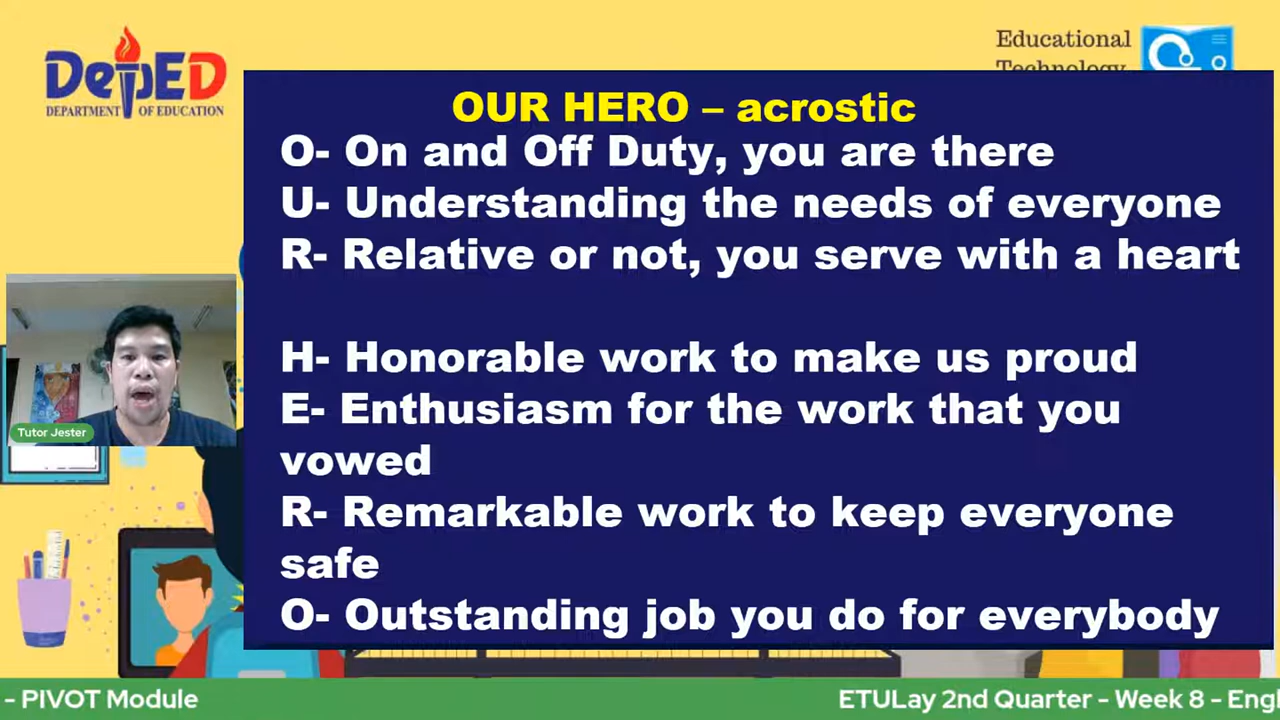 DepED
DEPARTMENT OF EDUCATION
Educational
Technology
OUR HERO – acrostic
O- On and Off Duty, you are there
U- Understanding the needs of everyone
R- Relative or not, you serve with a heart
H- Honorable work to make us proud
E- Enthusiasm for the work that you
vowed
R- Remarkable work to keep everyone
safe
O- Outstanding job you do for everybody
Tutor Jester
- PIVOT Module
ETULay 2nd Quarter - Week 8 - Engl